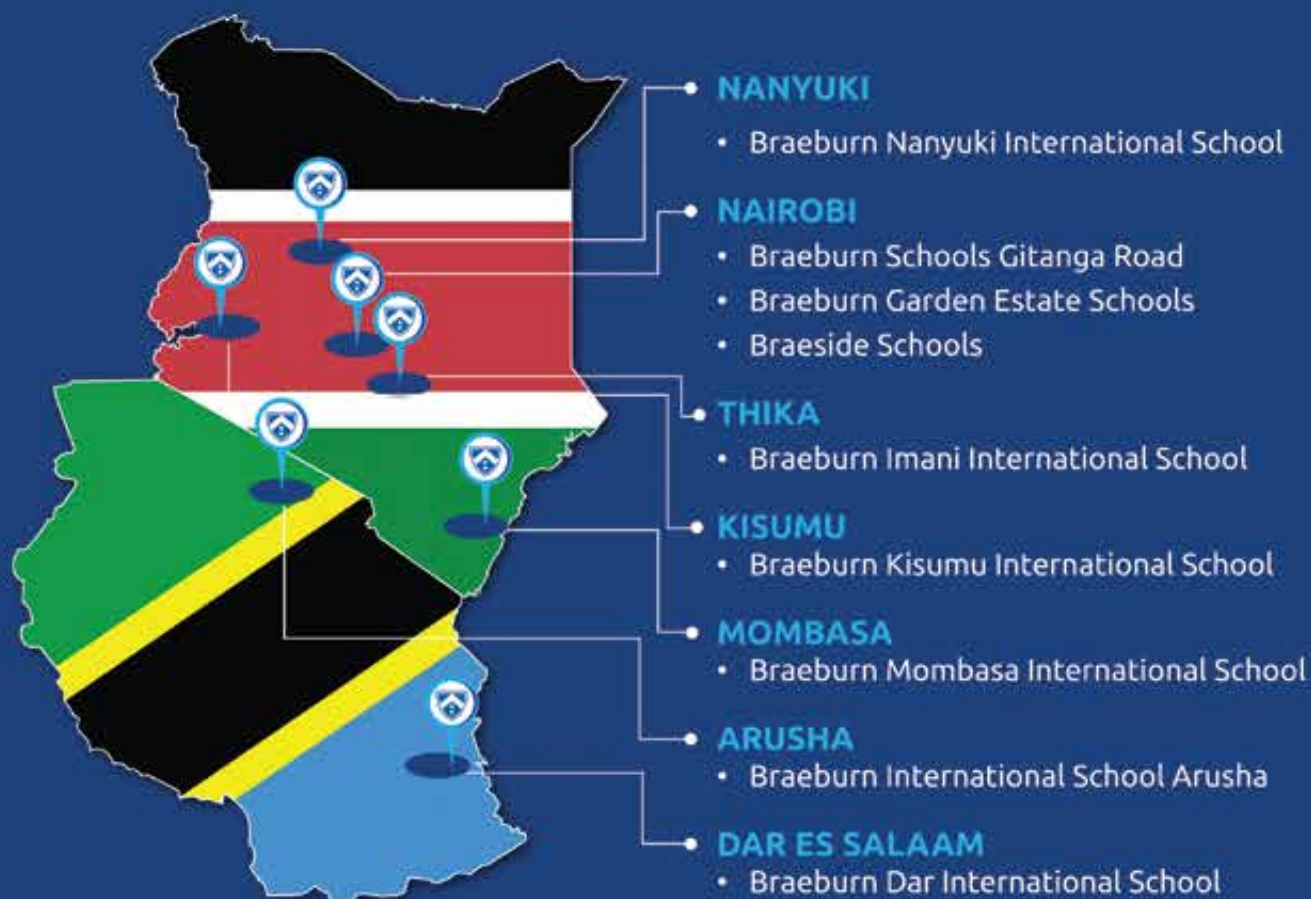 NANYUKI
• Braeburn Nanyuki International School
NAIROBI
• Braeburn Schools Gitanga Road
• Braeburn Garden Estate Schools
• Braeside Schools
THIKA
• Braeburn Imani International School
KISUMU
• Braeburn Kisumu International School
MOMBASA
• Braeburn Mombasa International School
ARUSHA
• Braeburn International School Arusha
DAR ES SALAAM
• Braeburn Dar International School